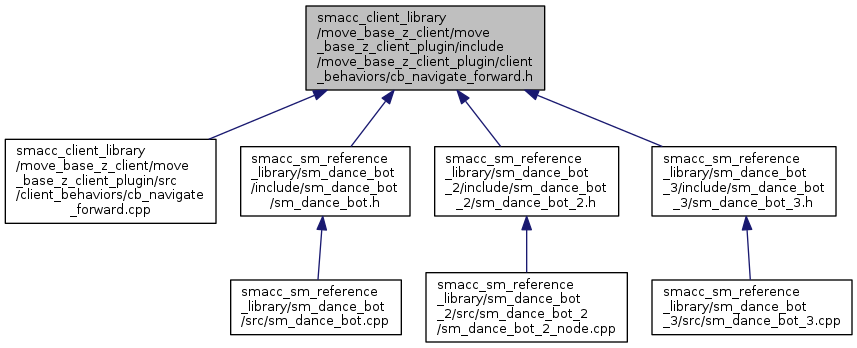 smacc_client_library
/move_base_z_client/move
_base_z_client_plugin/include
/move_base_z_client_plugin/client
_behaviors/cb_navigate_forward.h
smacc_client_library
/move_base_z_client/move
_base_z_client_plugin/src
/client_behaviors/cb_navigate
_forward.cpp
smacc_sm_reference
_library/sm_dance_bot
/include/sm_dance_bot
/sm_dance_bot.h
smacc_sm_reference
_library/sm_dance_bot
_2/include/sm_dance_bot
_2/sm_dance_bot_2.h
smacc_sm_reference
_library/sm_dance_bot
_3/include/sm_dance_bot
_3/sm_dance_bot_3.h
smacc_sm_reference
_library/sm_dance_bot
/src/sm_dance_bot.cpp
smacc_sm_reference
_library/sm_dance_bot
_2/src/sm_dance_bot_2
/sm_dance_bot_2_node.cpp
smacc_sm_reference
_library/sm_dance_bot
_3/src/sm_dance_bot_3.cpp